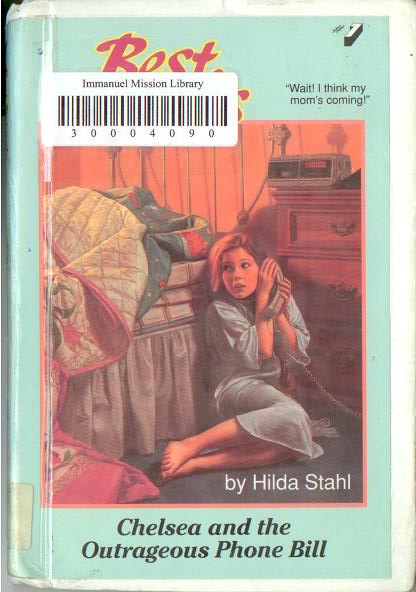 #1
Best
Immanuel Mission Library
30004090
"Wait! I think my
mom's coming!"
by Hilda Stahl
Chelsea and the
Outrageous Phone Bill